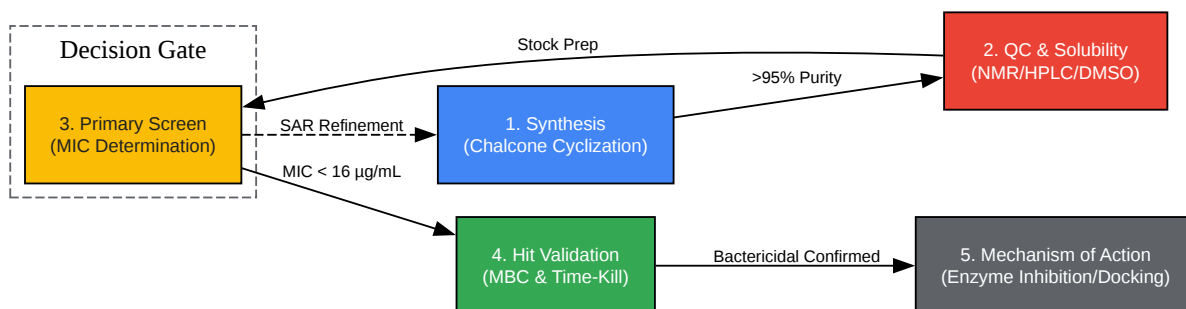 Decision Gate
Stock Prep
2. QC & Solubility
(NMR/HPLC/DMSO)
>95% Purity
3. Primary Screen
(MIC Determination)
SAR Refinement
1. Synthesis
(Chalcone Cyclization)
MIC < 16 µg/mL
4. Hit Validation
(MBC & Time-Kill)
Bactericidal Confirmed
5. Mechanism of Action
(Enzyme Inhibition/Docking)